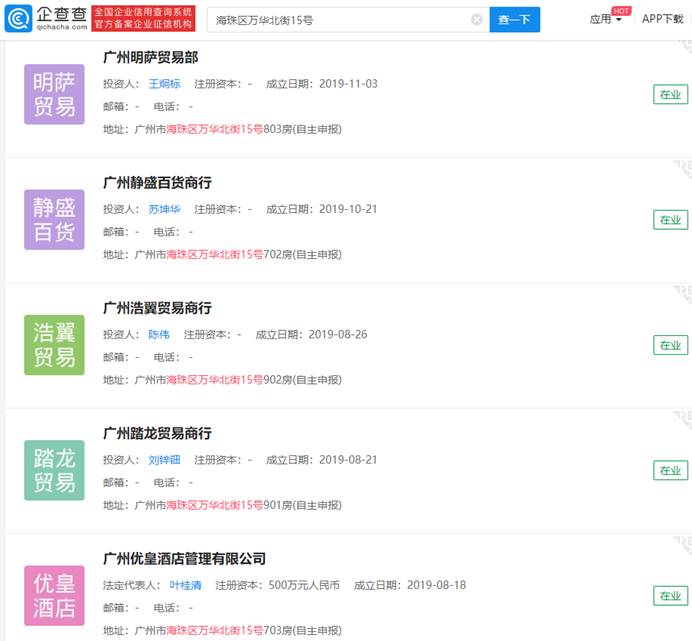 企查查
qichacha.com
全国企业信用查询系统
官方备案企业征信机构
海珠区万华北街15号
查一下
应用
HOT
APP下载
明萨
贸易
广州明萨贸易部
投资人: 王炯标 注册资本: - 成立日期: 2019-11-03
邮箱: - 电话: -
地址: 广州市海珠区万华北街15号803房(自主申报)
在业
静盛
百货
广州静盛百货商行
投资人: 苏坤华 注册资本: - 成立日期: 2019-10-21
邮箱: - 电话: -
地址: 广州市海珠区万华北街15号702房(自主申报)
在业
浩翼
贸易
广州浩翼贸易商行
投资人: 陈伟 注册资本: - 成立日期: 2019-08-26
邮箱: - 电话: -
地址: 广州市海珠区万华北街15号902房(自主申报)
在业
踏龙
贸易
广州踏龙贸易商行
投资人: 刘锌钿 注册资本: - 成立日期: 2019-08-21
邮箱: - 电话: -
地址: 广州市海珠区万华北街15号901房(自主申报)
在业
优皇
酒店
广州优皇酒店管理有限公司
法定代表人: 叶桂清 注册资本: 500万元人民币 成立日期: 2019-08-18
邮箱: - 电话: -
地址: 广州市海珠区万华北街15号703房(自主申报)
在业